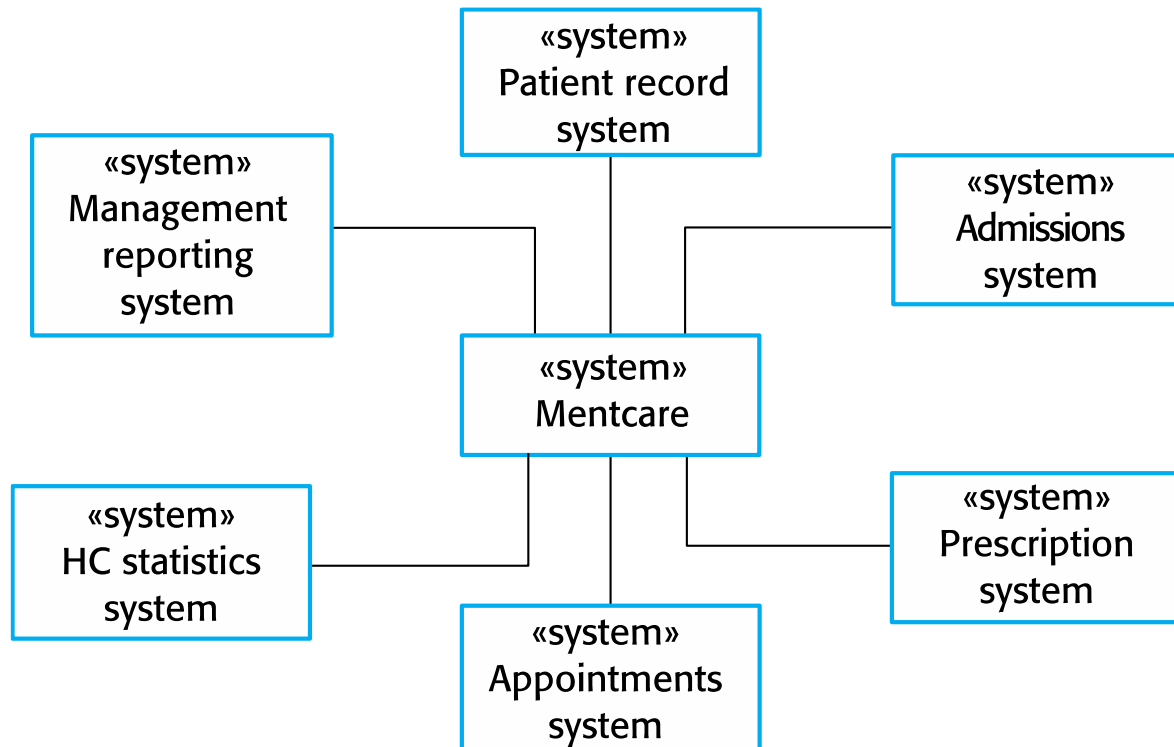 «system»
Patient record
system
«system»
Management
reporting
system
«system»
Admissions
system
«system»
Mentcare
«system»
HC statistics
system
«system»
Prescription
system
«system»
Appointments
system